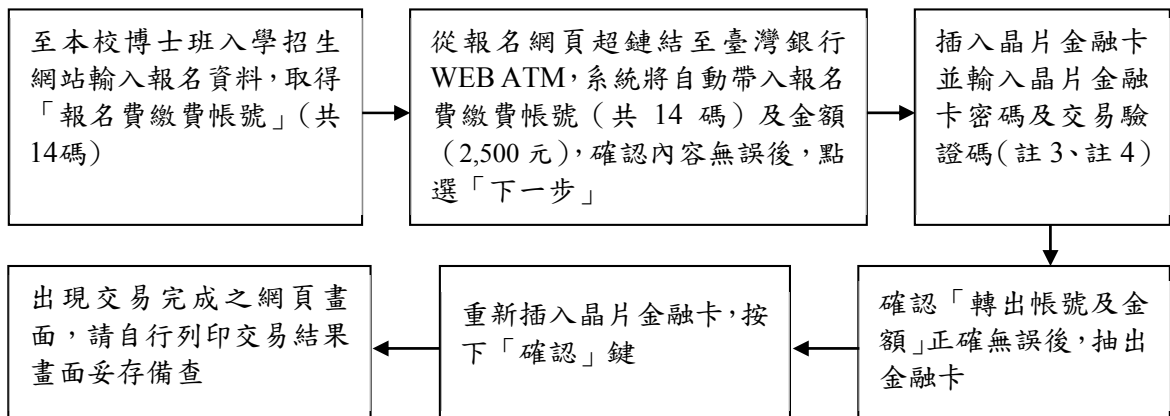 至本校博士班入學招生
網站輸入報名資料，取得
「報名費繳費帳號」（共
14碼）
從報名網頁超鏈結至臺灣銀行
WEB ATM，系統將自動帶入報名
費繳費帳號（共 14 碼）及金額
（2,500 元），確認內容無誤後，點
選「下一步」
插入晶片金融卡
並輸入晶片金融
卡密碼及交易驗
證碼（註 3、註 4）
確認「轉出帳號及金
額」正確無誤後，抽出
金融卡
重新插入晶片金融卡，按
下「確認」鍵
出現交易完成之網頁畫
面，請自行列印交易結果
畫面妥存備查